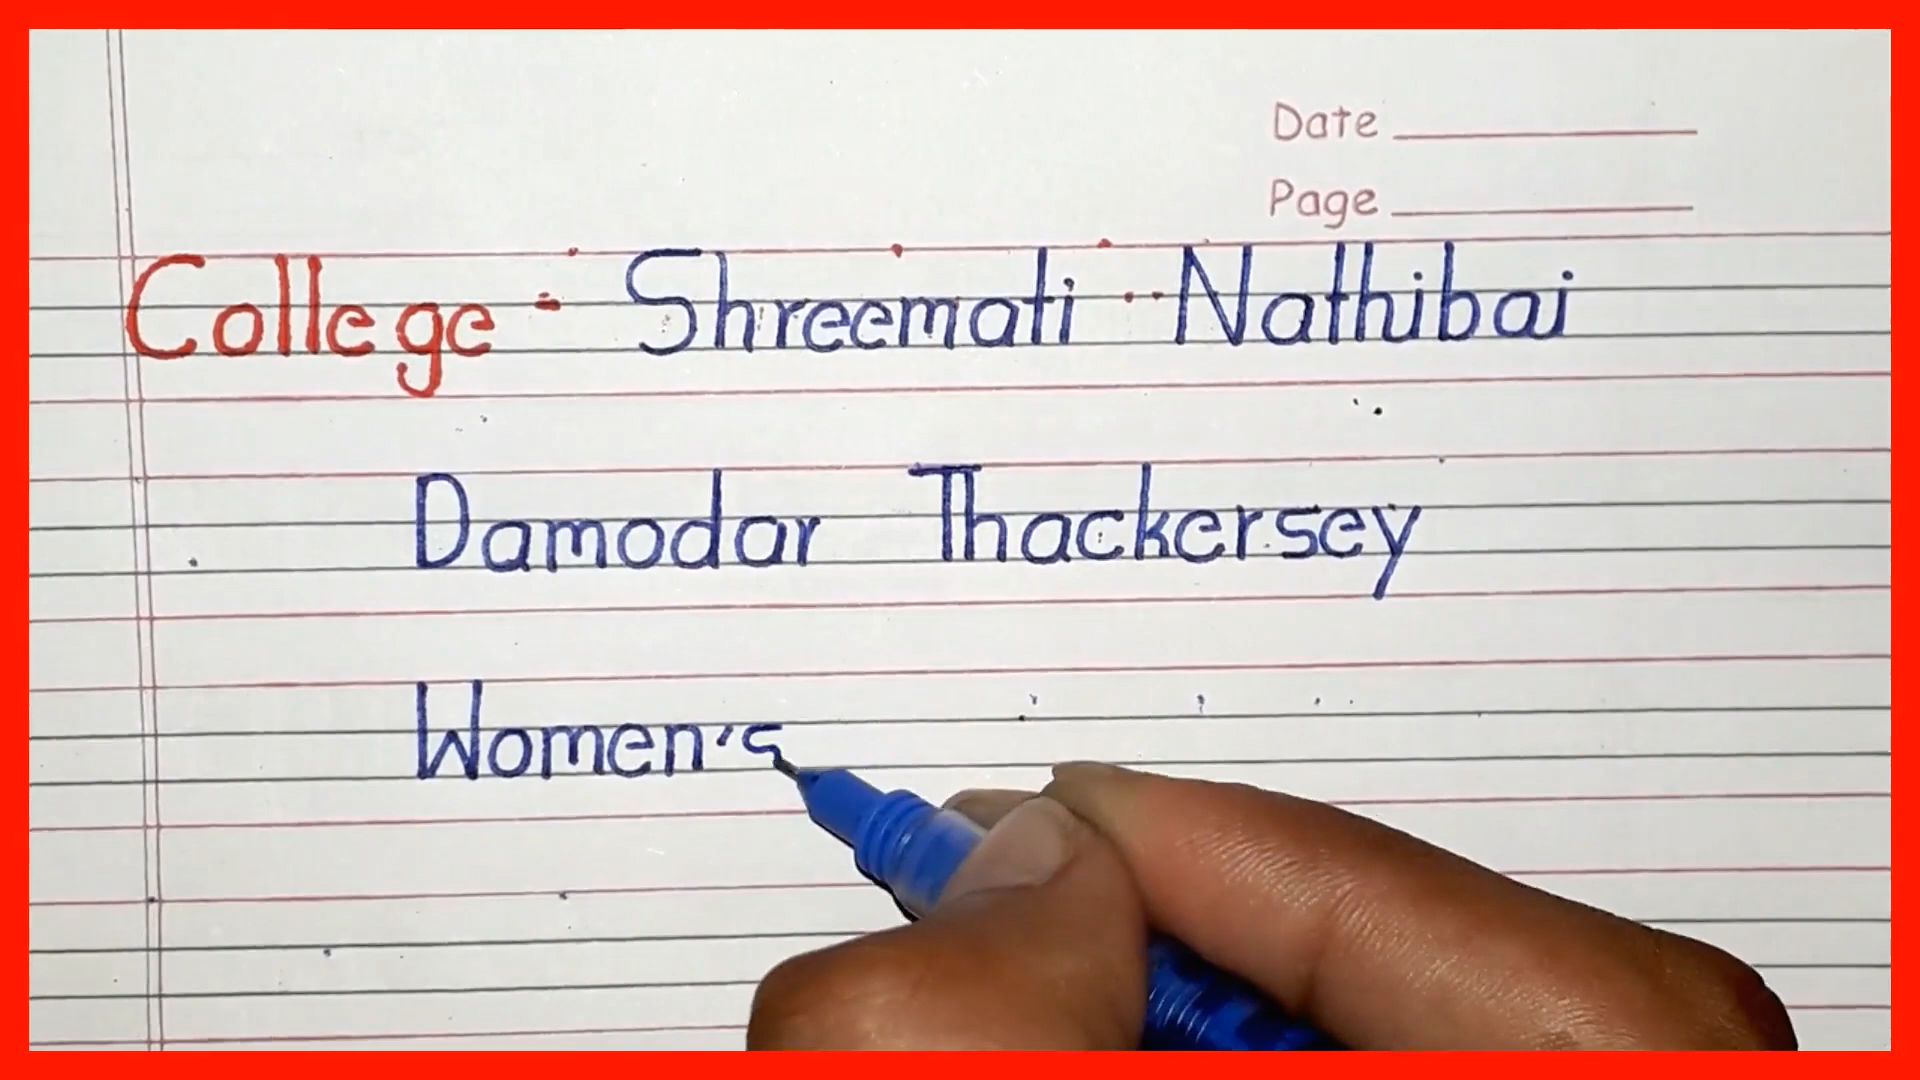 Date
Page
College - Shreemati Nathibai
Damodar Thackersey
Women's